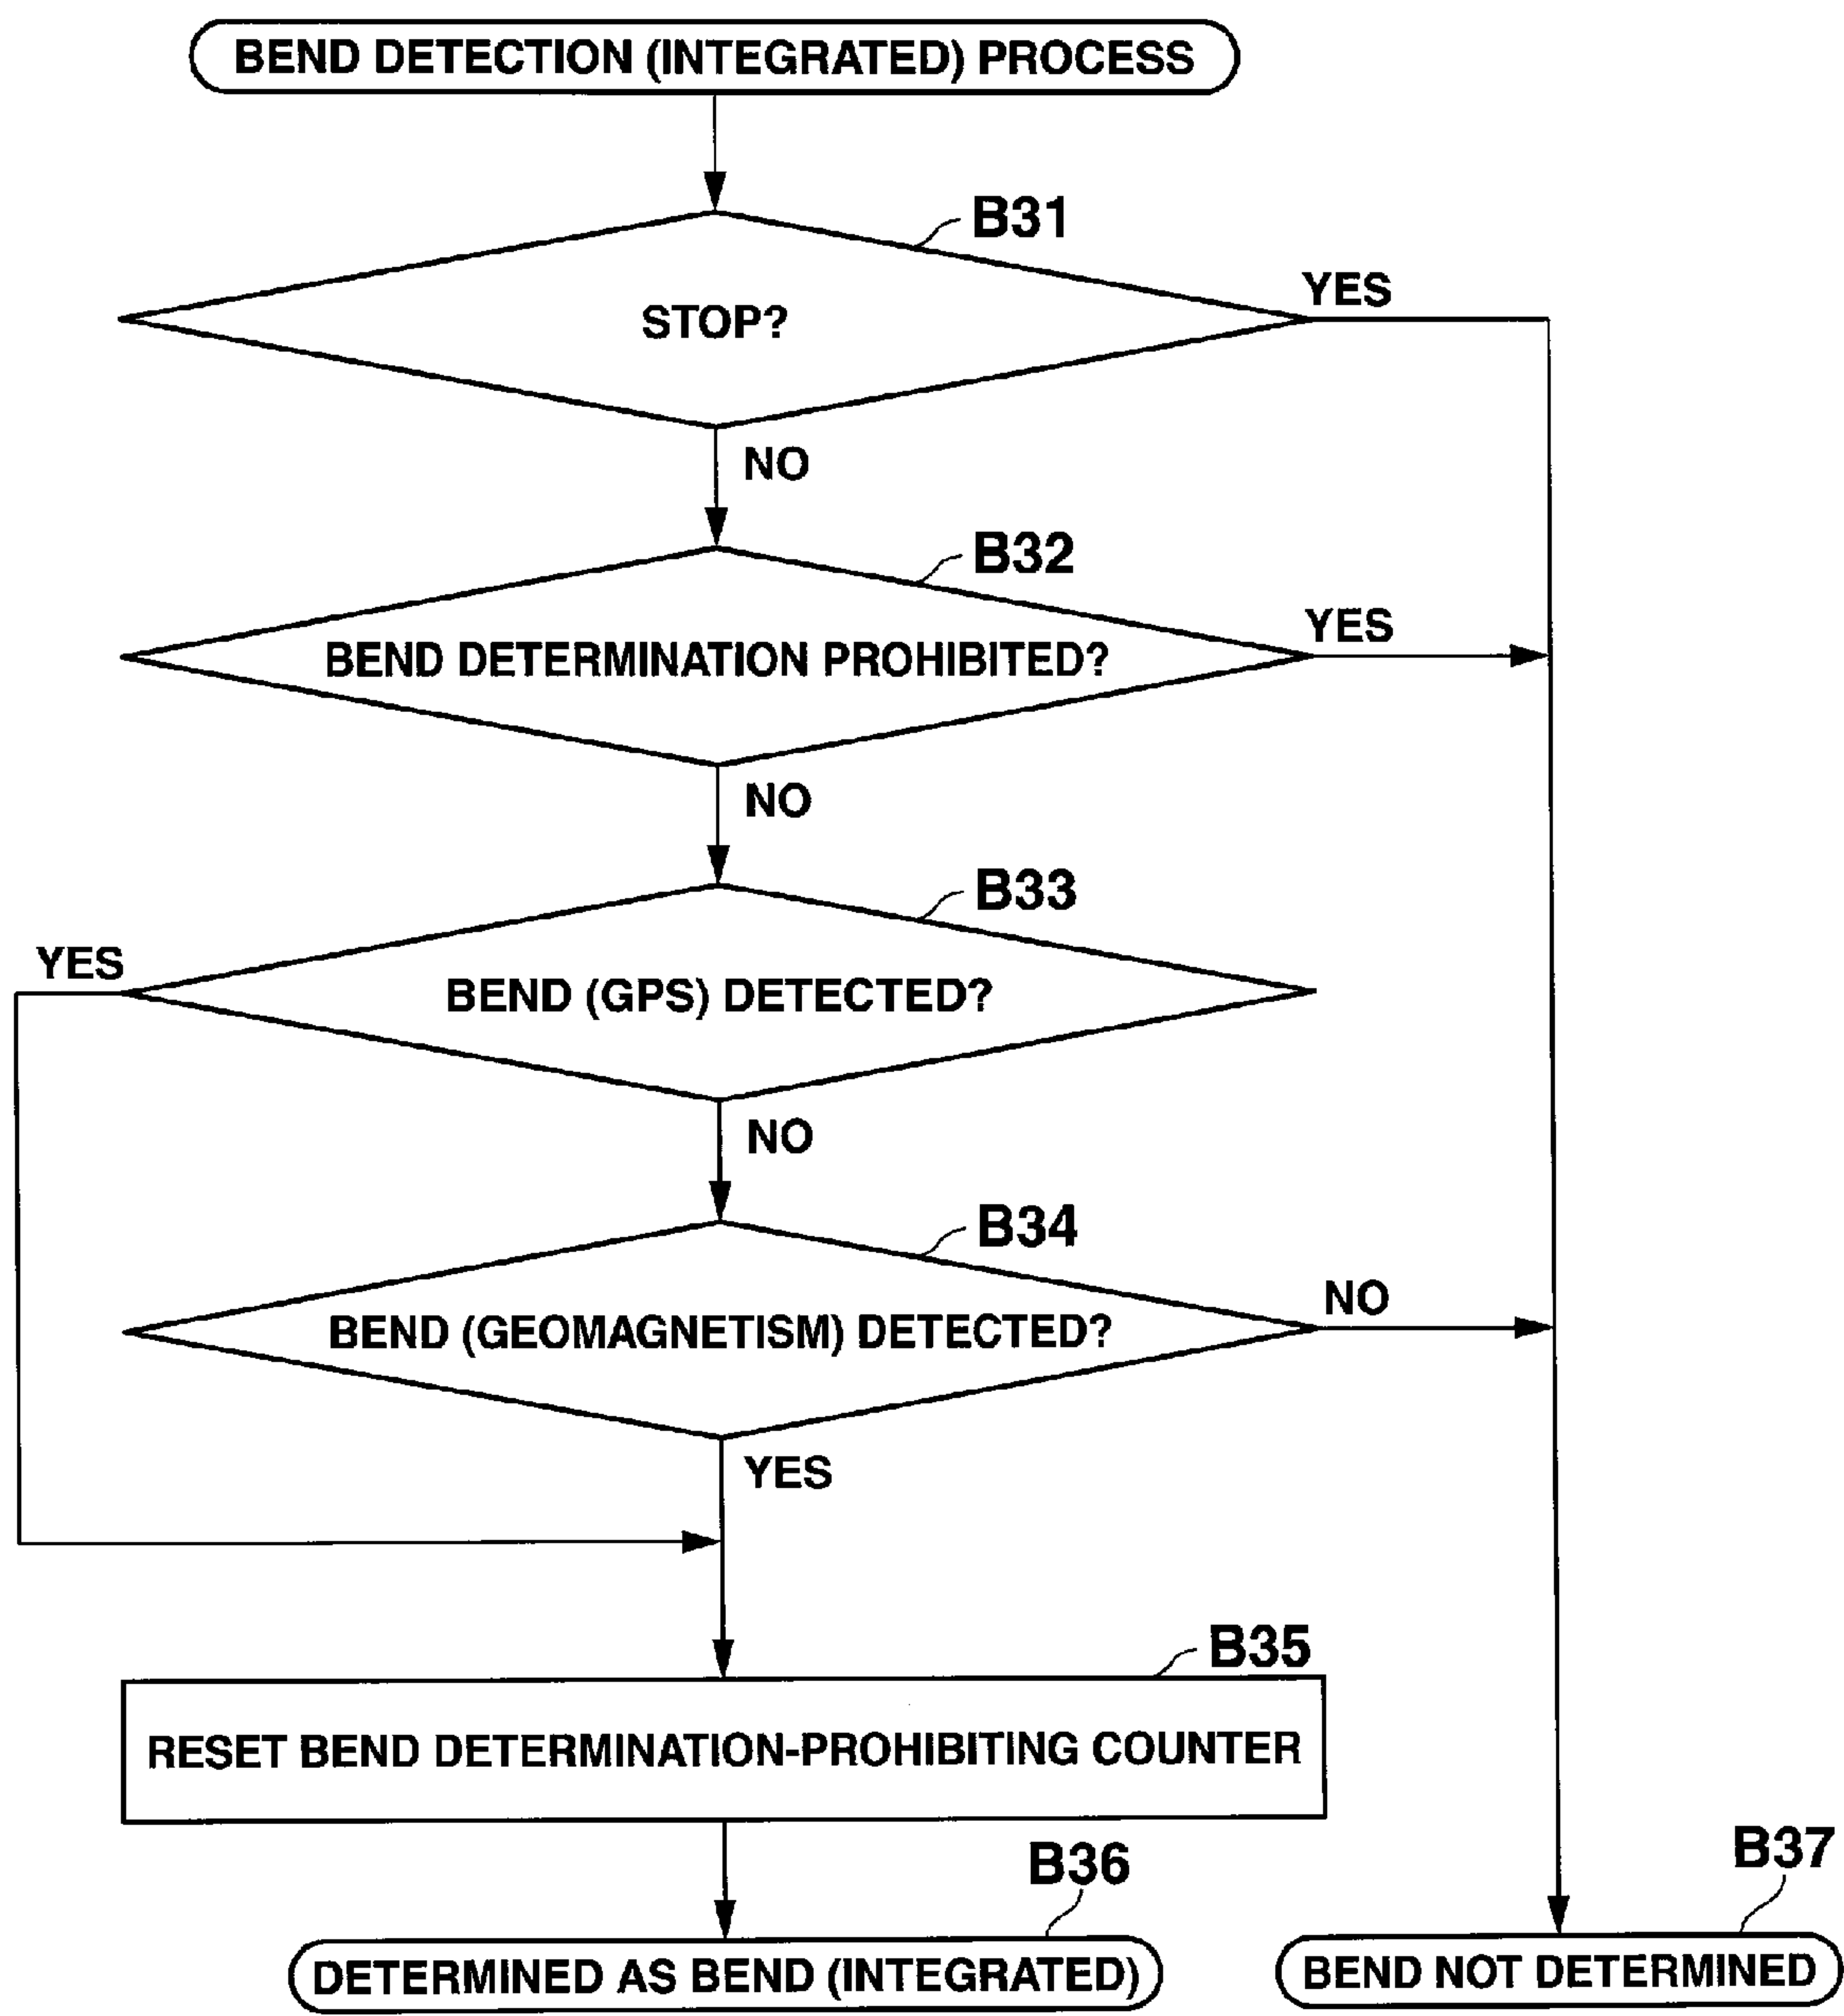 BEND DETECTION (INTEGRATED) PROCESS
B31
STOP?
YES
NO
B32
BEND DETERMINATION PROHIBITED?
YES
NO
B33
YES
BEND (GPS) DETECTED?
NO
B34
BEND (GEOMAGNETISM) DETECTED?
NO
YES
B35
RESET BEND DETERMINATION-PROHIBITING COUNTER
B36
DETERMINED AS BEND (INTEGRATED)
B37
BEND NOT DETERMINED